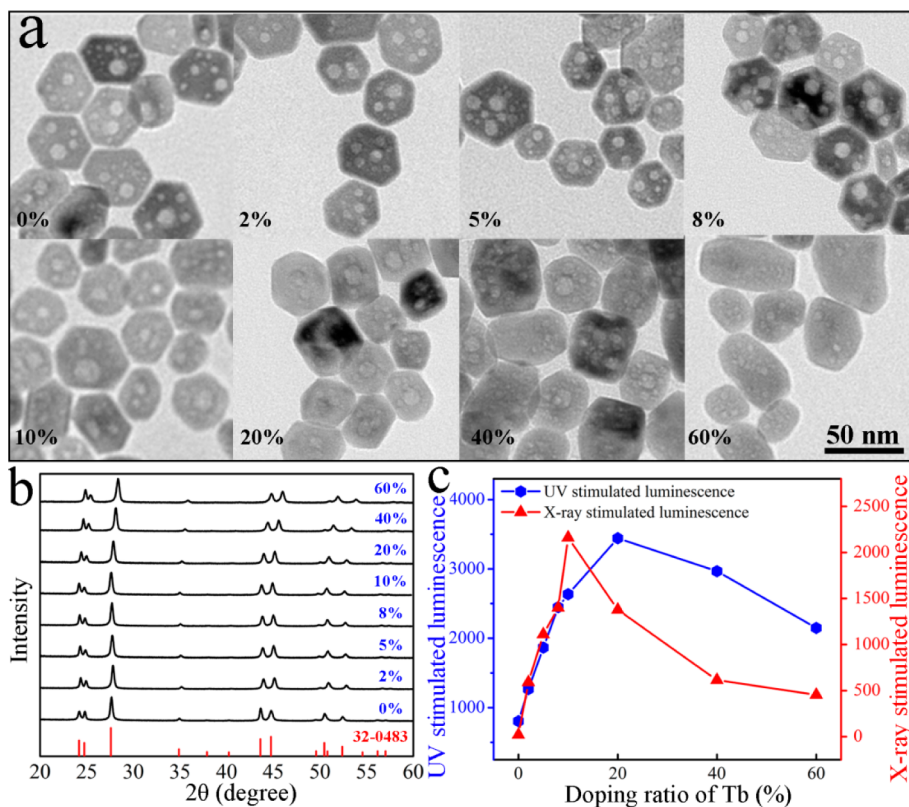 a
0%
2%
5%
8%
10%
20%
40%
60%
50 nm
b
60%
40%
20%
10%
8%
5%
2%
0%
32-0483
Intensity
20 25 30 35 40 45 50 55 60
2θ (degree)
c
UV stimulated luminescence
X-ray stimulated luminescence
UV stimulated luminescence
4000
3000
2000
1000
X-ray stimulated luminescence
2500
2000
1500
1000
500
0
0 20 40 60
Doping ratio of Tb (%)